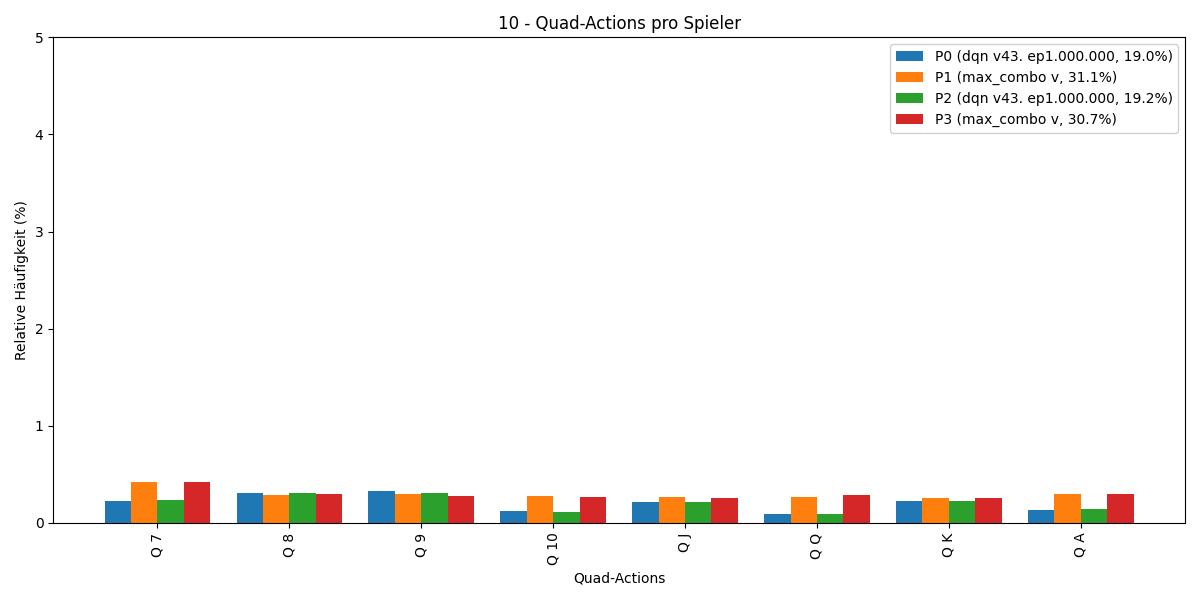 10 - Quad-Actions pro Spieler
P0 (dqn v43. ep1.000.000, 19.0%)
P1 (max_combo v, 31.1%)
P2 (dqn v43. ep1.000.000, 19.2%)
P3 (max_combo v, 30.7%)
Relative Häufigkeit (%)
5
4
3
2
1
0
Q 7
Q 8
Q 9
Q 10
Q J
Q Q
Q K
Q A
Quad-Actions